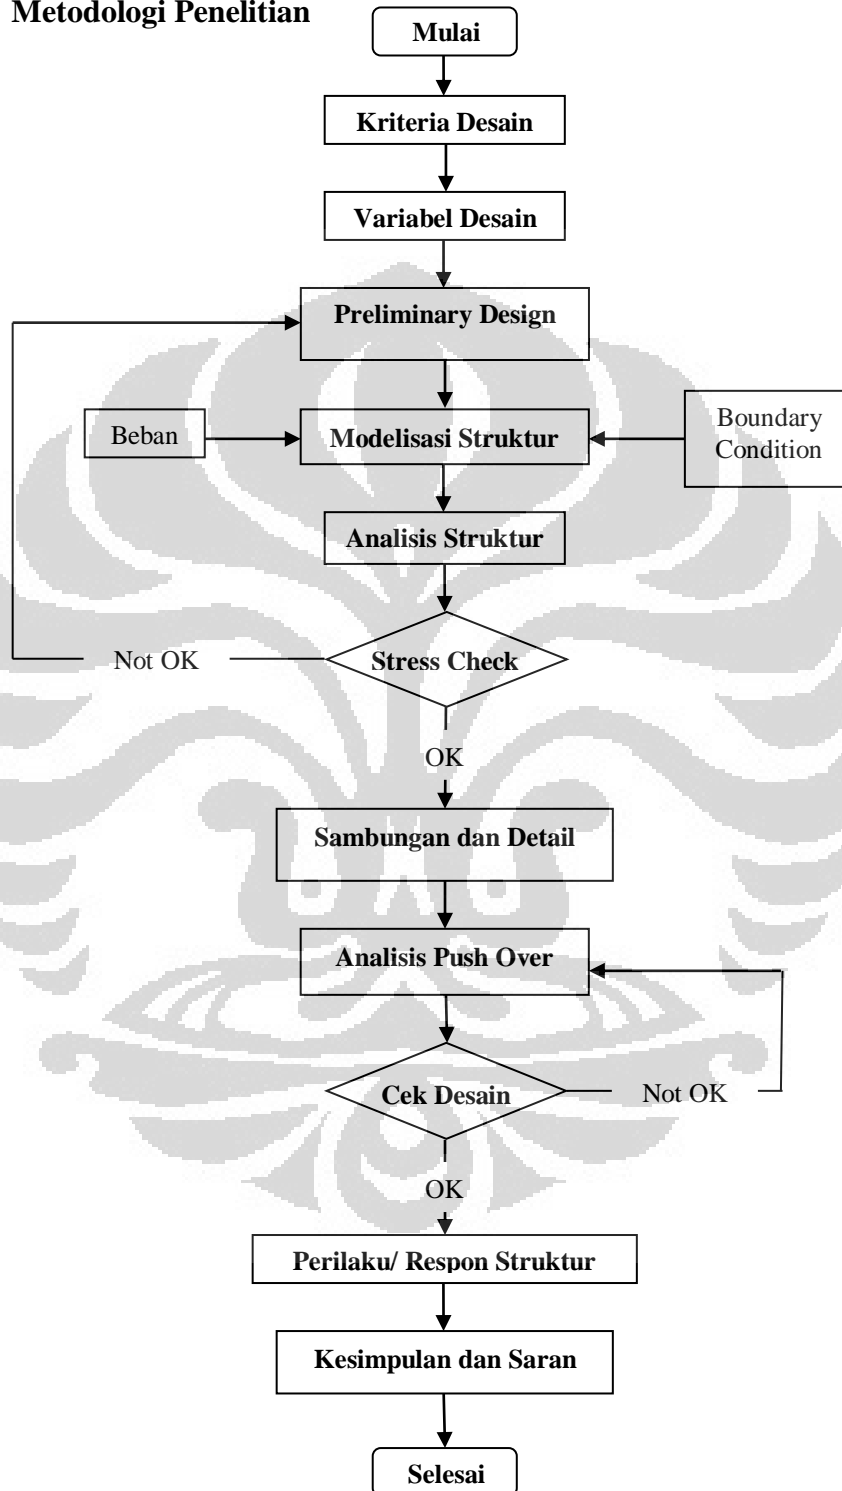 Metodologi Penelitian
Mulai
Kriteria Desain
Variabel Desain
Preliminary Design
Beban
Modelisasi Struktur
Boundary
Condition
Analisis Struktur
Not OK
Stress Check
OK
Sambungan dan Detail
Analisis Push Over
Cek Desain
Not OK
OK
Perilaku/ Respon Struktur
Kesimpulan dan Saran
Selesai